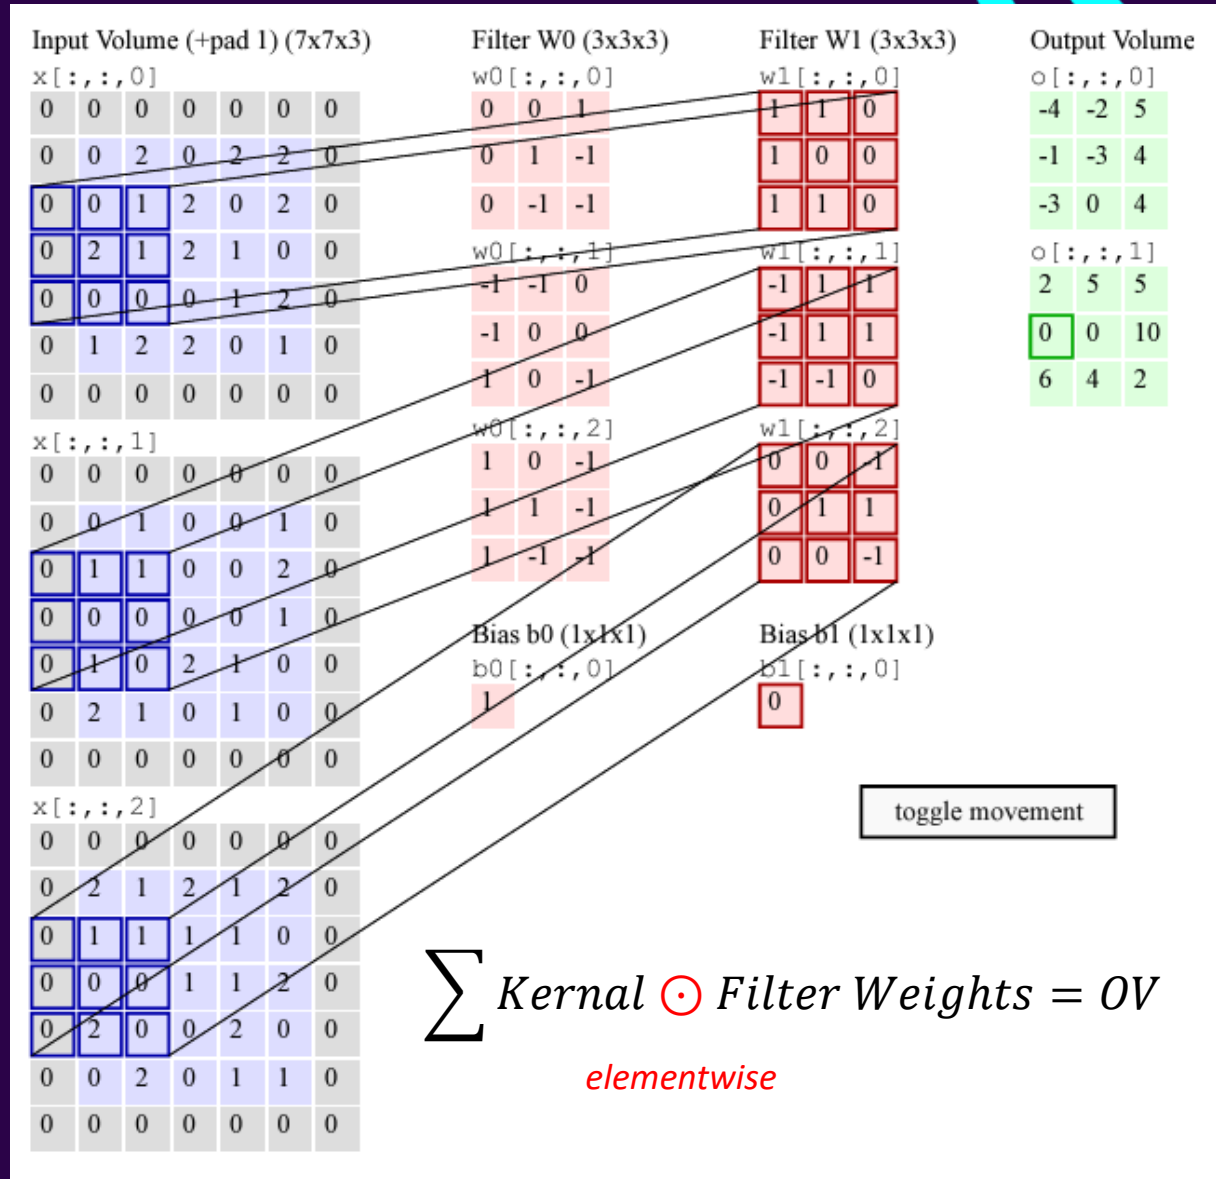 Input Volume (+pad 1) (7x7x3)
x[:,:,0]
0 0 0 0 0 0 0
0 0 2 0 2 2 0
0 0 1 2 0 2 0
0 2 1 2 1 0 0
0 0 0 0 1 2 0
0 1 2 2 0 1 0
0 0 0 0 0 0 0
x[:,:,1]
0 0 0 0 0 0 0
0 0 1 0 0 1 0
0 1 1 0 0 2 0
0 0 0 0 0 1 0
0 1 0 2 1 0 0
0 2 1 0 1 0 0
0 0 0 0 0 0 0
x[:,:,2]
0 0 0 0 0 0 0
0 2 1 2 1 2 0
0 1 1 1 1 0 0
0 0 0 1 1 2 0
0 2 0 0 2 0 0
0 0 2 0 1 1 0
0 0 0 0 0 0 0
Filter W0 (3x3x3)
w0[:,:,0]
0 0 1
0 1 -1
0 -1 -1
w0[:,:,1]
-1 -1 0
-1 0 0
1 0 -1
w0[:,:,2]
1 0 -1
1 1 -1
1 -1 -1
Bias b0 (1x1x1)
b0[:,:,0]
1
Filter W1 (3x3x3)
w1[:,:,0]
1 1 0
1 0 0
1 1 0
w1[:,:,1]
-1 1 1
-1 1 1
-1 -1 0
w1[:,:,2]
0 0 -1
0 1 1
0 0 -1
Bias b1 (1x1x1)
b1[:,:,0]
0
Output Volume
o[:,:,0]
-4 -2 5
-1 -3 4
-3 0 4
o[:,:,1]
2 5 5
0 0 10
6 4 2
toggle movement
∑ Kernal ⊙ Filter Weights = OV
elementwise